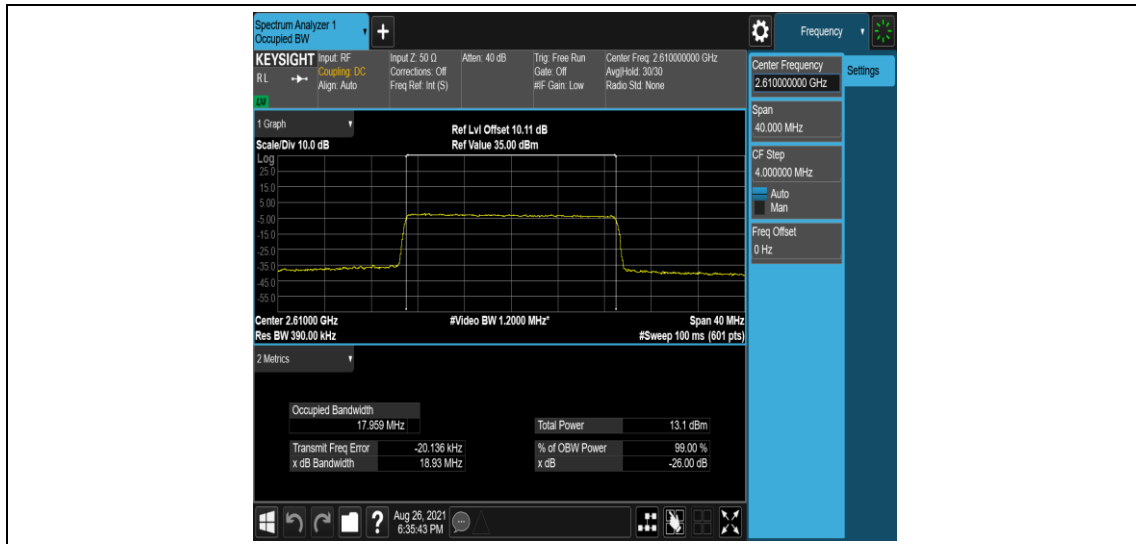 Spectrum Analyzer 1
Occupied BW
+
Frequency
KEYSIGHT
RL
LXI
Input: RF
Coupling: DC
Align: Auto
Input Z: 50 Ω
Corrections: Off
Freq Ref: Int (S)
Atten: 40 dB
Trig: Free Run
Gate: Off
#IF Gain: Low
Center Freq: 2.610000000 GHz
Avg|Hold: 30/30
Radio Std: None
Center Frequency
2.610000000 GHz
Settings
Span
40.000 MHz
CF Step
4.000000 MHz
Auto
Man
Freq Offset
0 Hz
1 Graph
Scale/Div 10.0 dB
Ref Lvl Offset 10.11 dB
Ref Value 35.00 dBm
Log
25.0
15.0
5.00
-5.00
-15.0
-25.0
-35.0
-45.0
-55.0
Center 2.61000 GHz
#Video BW 1.2000 MHz*
Span 40 MHz
Res BW 390.00 kHz
#Sweep 100 ms (601 pts)
2 Metrics
Occupied Bandwidth
17.959 MHz
Total Power 13.1 dBm
Transmit Freq Error -20.136 kHz
% of OBW Power 99.00 %
x dB Bandwidth 18.93 MHz
x dB -26.00 dB
?
Aug 26, 2021
6:35:43 PM